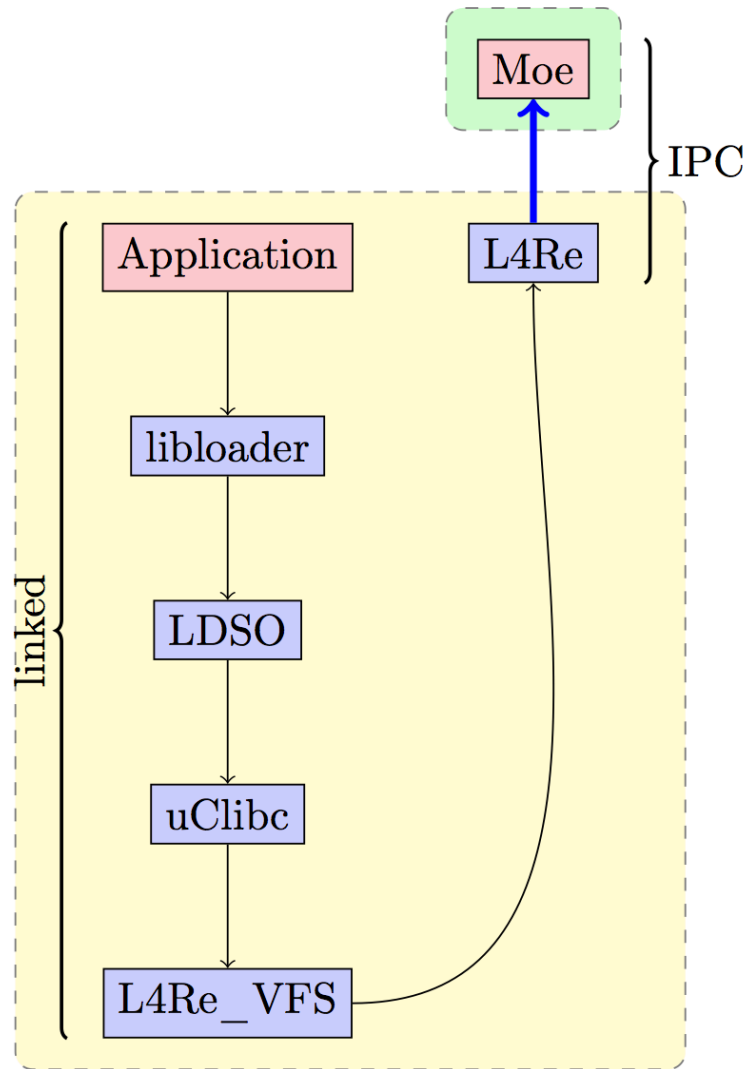 Moe
IPC
Application
L4Re
libloader
linked
LDSO
uClibc
L4Re_VFS